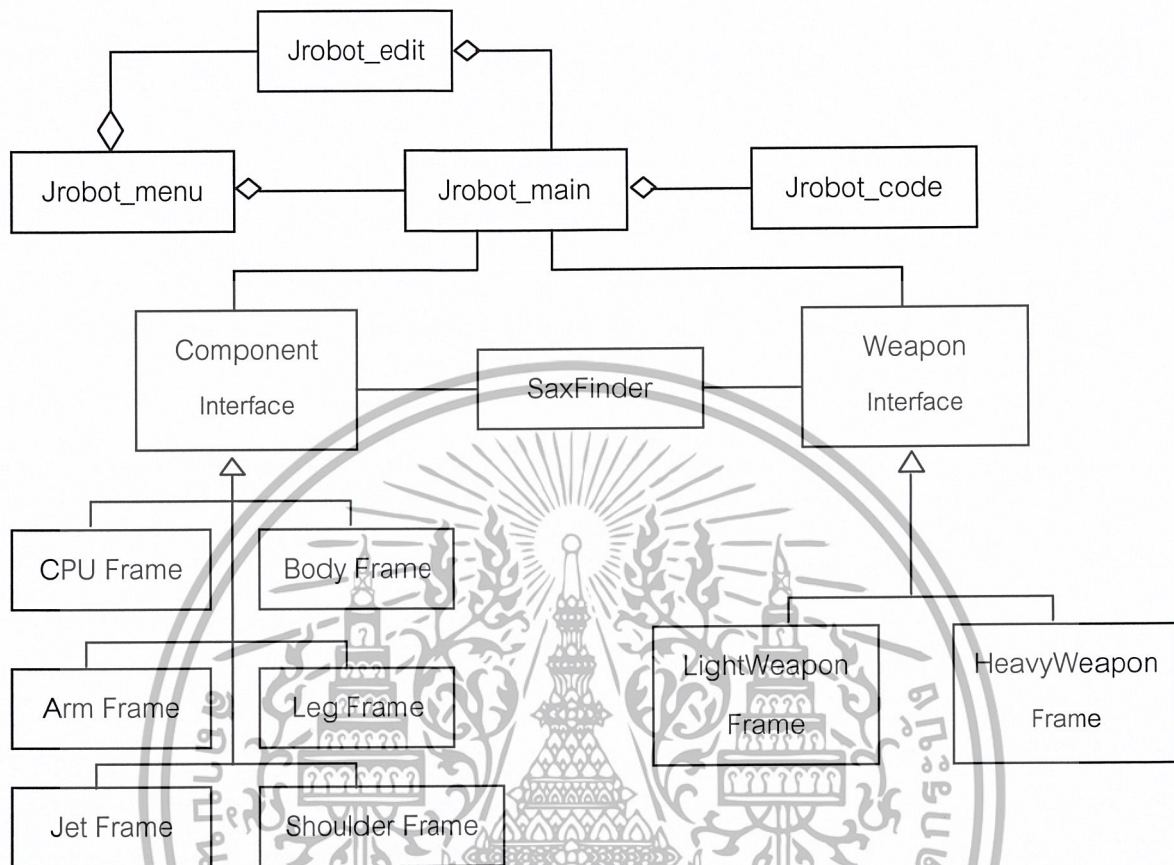 Jrobot_edit
Jrobot_menu
Jrobot_main
Jrobot_code
Component
Interface
SaxFinder
Weapon
Interface
CPU Frame
Body Frame
Arm Frame
Leg Frame
LightWeapon
Frame
HeavyWeapon
Frame
Jet Frame
Shoulder Frame